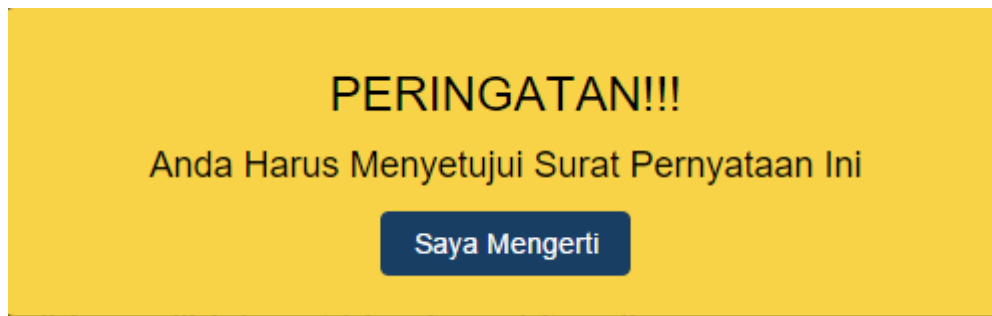 PERINGATAN!!!
Anda Harus Menyetujui Surat Pernyataan Ini
Saya Mengerti